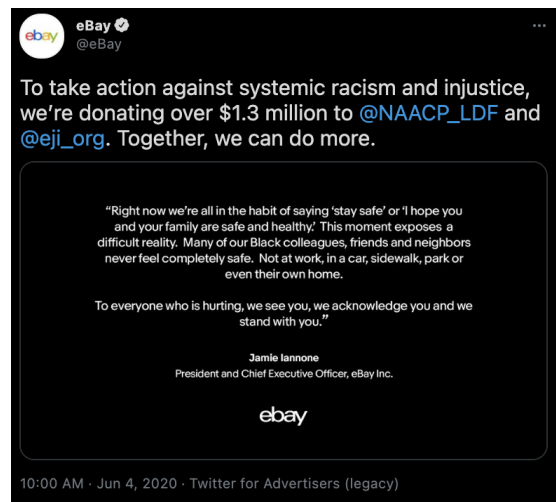 ebay
eBay
@eBay
To take action against systemic racism and injustice,
we're donating over $1.3 million to @NAACP_LDF and
@eji_org. Together, we can do more.
“Right now we're all in the habit of saying ‘stay safe’ or ‘I hope you
and your family are safe and healthy.’ This moment exposes a
difficult reality. Many of our Black colleagues, friends and neighbors
never feel completely safe. Not at work, in a car, sidewalk, park or
even their own home.
To everyone who is hurting, we see you, we acknowledge you and we
stand with you.”
Jamie Iannone
President and Chief Executive Officer, eBay Inc.
ebay
10:00 AM · Jun 4, 2020 · Twitter for Advertisers (legacy)